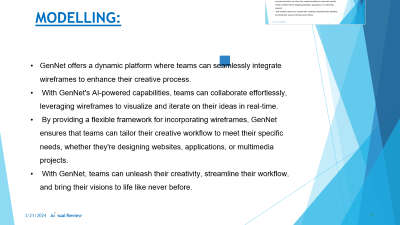 MODELLING:
• GenNet offers a dynamic platform where teams can seamlessly integrate
wireframes to enhance their creative process.
• With GenNet's AI-powered capabilities, teams can collaborate effortlessly,
leveraging wireframes to visualize and iterate on their ideas in real-time.
• By providing a flexible framework for incorporating wireframes, GenNet
ensures that teams can tailor their creative workflow to meet their specific
needs, whether they're designing websites, applications, or multimedia
projects.
• With GenNet, teams can unleash their creativity, streamline their workflow,
and bring their visions to life like never before.
3/21/2024 Annual Review